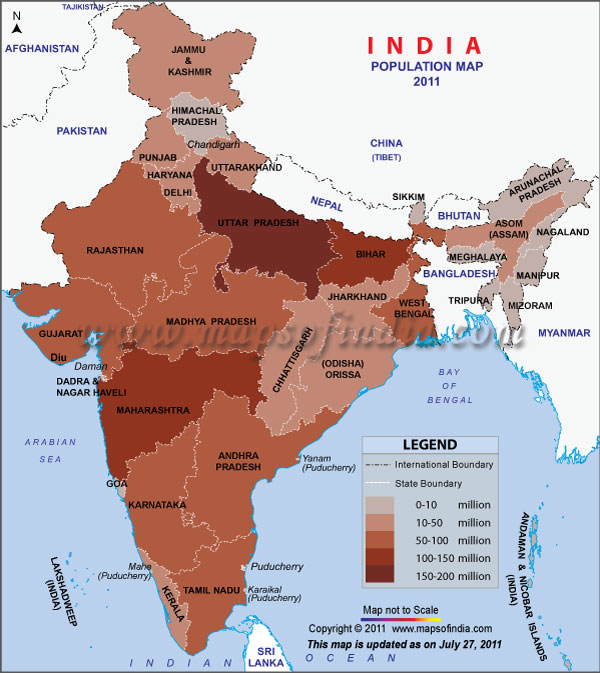 TAJIKISTAN
N
AFGHANISTAN
JAMMU
&
KASHMIR
INDIA
POPULATION MAP
2011
HIMACHAL
PRADESH
PAKISTAN
Chandigarh
CHINA
(TIBET)
PUNJAB
UTTARAKHAND
HARYANA
DELHI
NEPAL
SIKKIM
ARUNACHAL
PRADESH
BHUTAN
UTTAR PRADESH
ASOM
(ASSAM)
NAGALAND
RAJASTHAN
BIHAR
MEGHALAYA
BANGLADESH
MANIPUR
JHARKHAND
TRIPURA
MIZORAM
WEST
BENGAL
GUJARAT
MADHYA PRADESH
www.mapsofindia.com
MYANMAR
Diu
CHHATTISGARH
(ODISHA)
ORISSA
Daman
DADRA &
NAGAR HAVELI
BAY
OF
BENGAL
MAHARASHTRA
ARABIAN
SEA
ANDHRA
PRADESH
Yanam
(Puducherry)
GOA
KARNATAKA
LEGEND
International Boundary
State Boundary
0-10 million
10-50 million
50-100 million
100-150 million
150-200 million
ANDAMAN & NICOBAR ISLANDS
(INDIA)
LAKSHADWEEP
(INDIA)
Mahe
(Puducherry)
Puducherry
KERALA
TAMIL NADU
Karaikal
(Puducherry)
Map not to Scale
Copyright © 2011 www.mapsofindia.com
This map is updated as on July 27, 2011
SRI
LANKA
INDIAN OCEAN